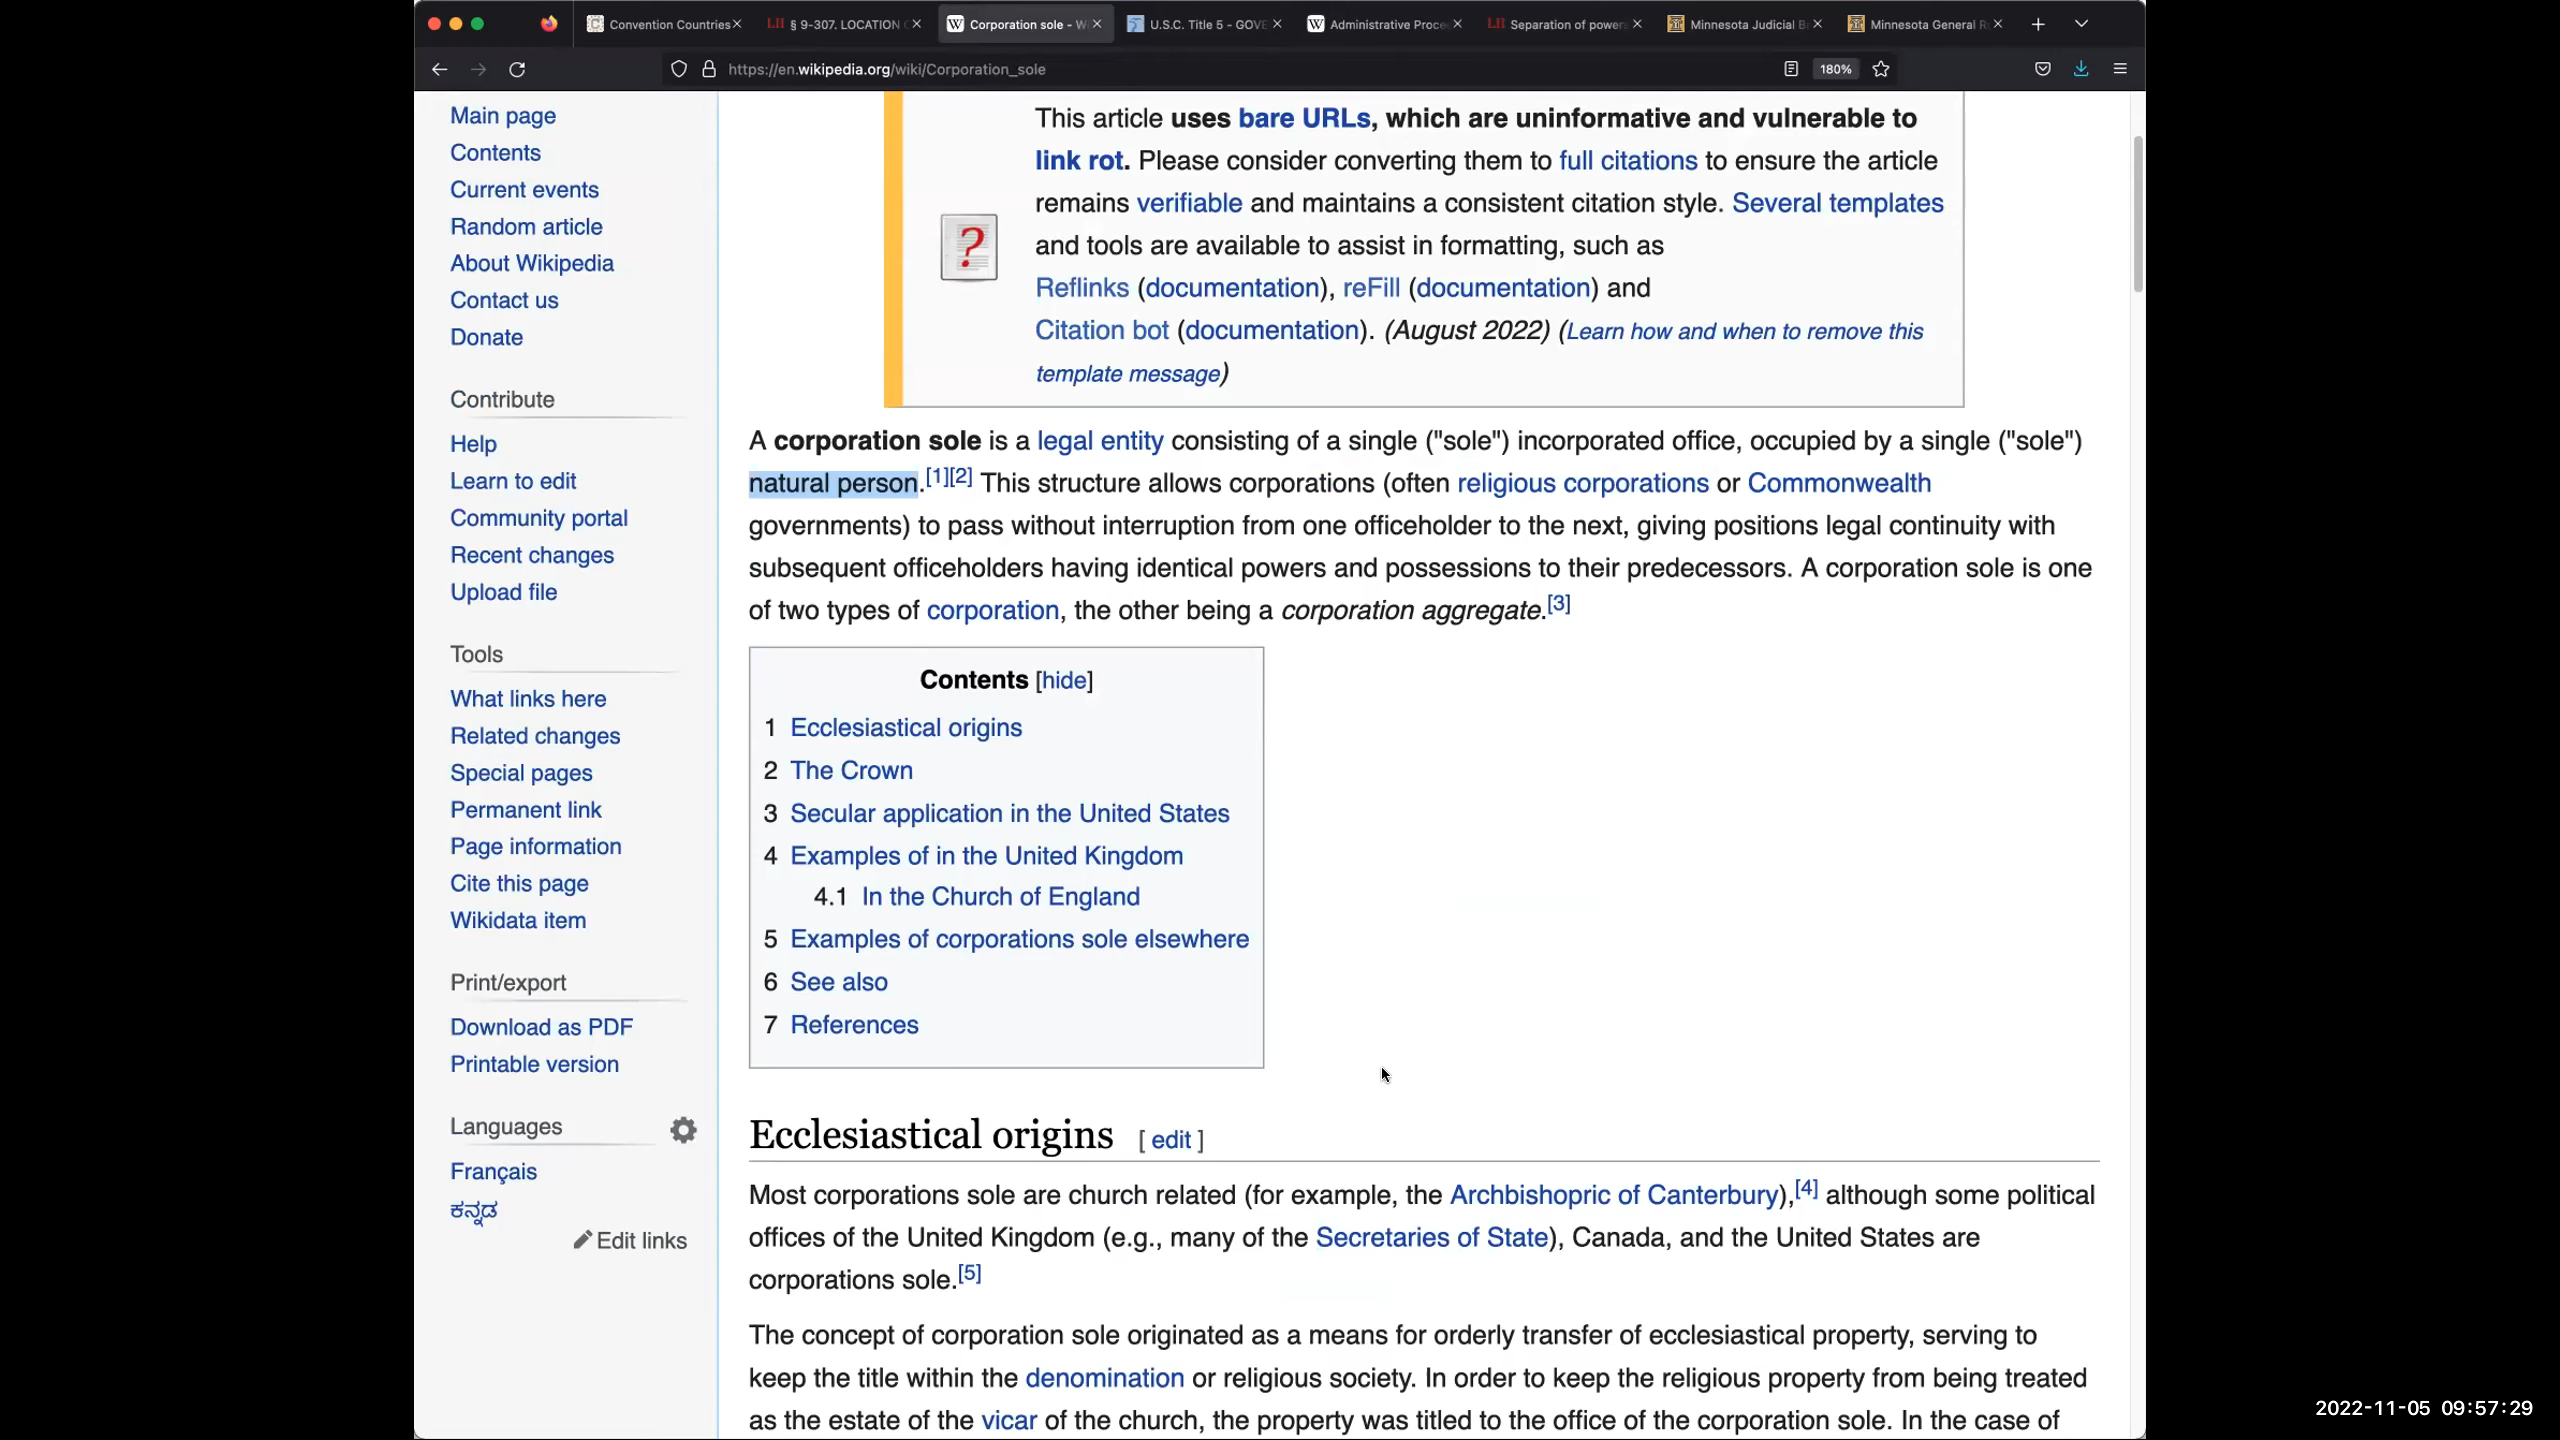 Convention Countries
LII § 9-307. LOCATION
W Corporation sole - W
U.S.C. Title 5 - GOVE
W Administrative Proce
LII Separation of power
Minnesota Judicial B
Minnesota General R
https://en.wikipedia.org/wiki/Corporation_sole
180%
Main page
Contents
Current events
Random article
About Wikipedia
Contact us
Donate
Contribute
Help
Learn to edit
Community portal
Recent changes
Upload file
Tools
What links here
Related changes
Special pages
Permanent link
Page information
Cite this page
Wikidata item
Print/export
Download as PDF
Printable version
Languages
Français
ಕನ್ನಡ
Edit links
This article uses bare URLs, which are uninformative and vulnerable to
link rot. Please consider converting them to full citations to ensure the article
remains verifiable and maintains a consistent citation style. Several templates
and tools are available to assist in formatting, such as
Reflinks (documentation), reFill (documentation) and
Citation bot (documentation). (August 2022) (Learn how and when to remove this
template message)
?
A corporation sole is a legal entity consisting of a single ("sole") incorporated office, occupied by a single ("sole")
natural person.[1][2] This structure allows corporations (often religious corporations or Commonwealth
governments) to pass without interruption from one officeholder to the next, giving positions legal continuity with
subsequent officeholders having identical powers and possessions to their predecessors. A corporation sole is one
of two types of corporation, the other being a corporation aggregate.[3]
Contents [hide]
1 Ecclesiastical origins
2 The Crown
3 Secular application in the United States
4 Examples of in the United Kingdom
4.1 In the Church of England
5 Examples of corporations sole elsewhere
6 See also
7 References
Ecclesiastical origins [ edit ]
Most corporations sole are church related (for example, the Archbishopric of Canterbury),[4] although some political
offices of the United Kingdom (e.g., many of the Secretaries of State), Canada, and the United States are
corporations sole.[5]
The concept of corporation sole originated as a means for orderly transfer of ecclesiastical property, serving to
keep the title within the denomination or religious society. In order to keep the religious property from being treated
as the estate of the vicar of the church, the property was titled to the office of the corporation sole. In the case of
2022-11-05 09:57:29